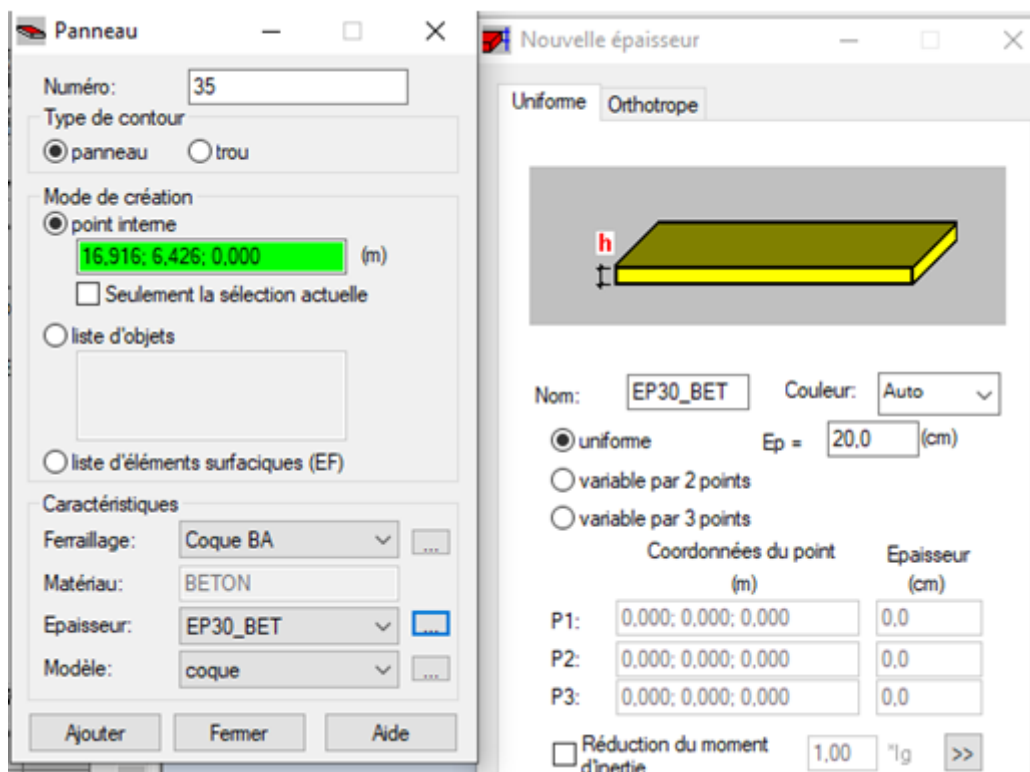 Panneau
Numéro: 35
Type de contour
panneau trou
Mode de création
point interne
16,916; 6,426; 0,000 (m)
Seulement la sélection actuelle
liste d'objets
liste d'éléments surfaciques (EF)
Caractéristiques
Ferraillage: Coque BA ...
Matériau: BETON
Epaisseur: EP30_BET ...
Modèle: coque ...
Ajouter Fermer Aide
Nouvelle épaisseur
Uniforme Orthotrope
h
Nom: EP30_BET Couleur: Auto
uniforme Ep = 20,0 (cm)
variable par 2 points
variable par 3 points
Coordonnées du point Epaisseur
(m) (cm)
P1: 0,000; 0,000; 0,000 0,0
P2: 0,000; 0,000; 0,000 0,0
P3: 0,000; 0,000; 0,000 0,0
Réduction du moment
d'inertie 1,00 *Ig >>